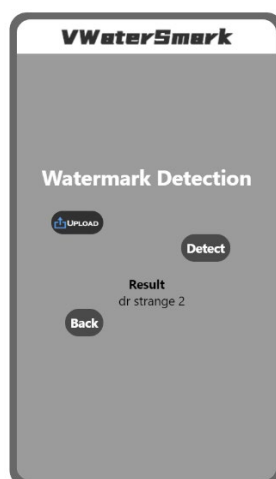 VWaterSmark
Watermark Detection
UPLOAD
Detect
Result
dr strange 2
Back